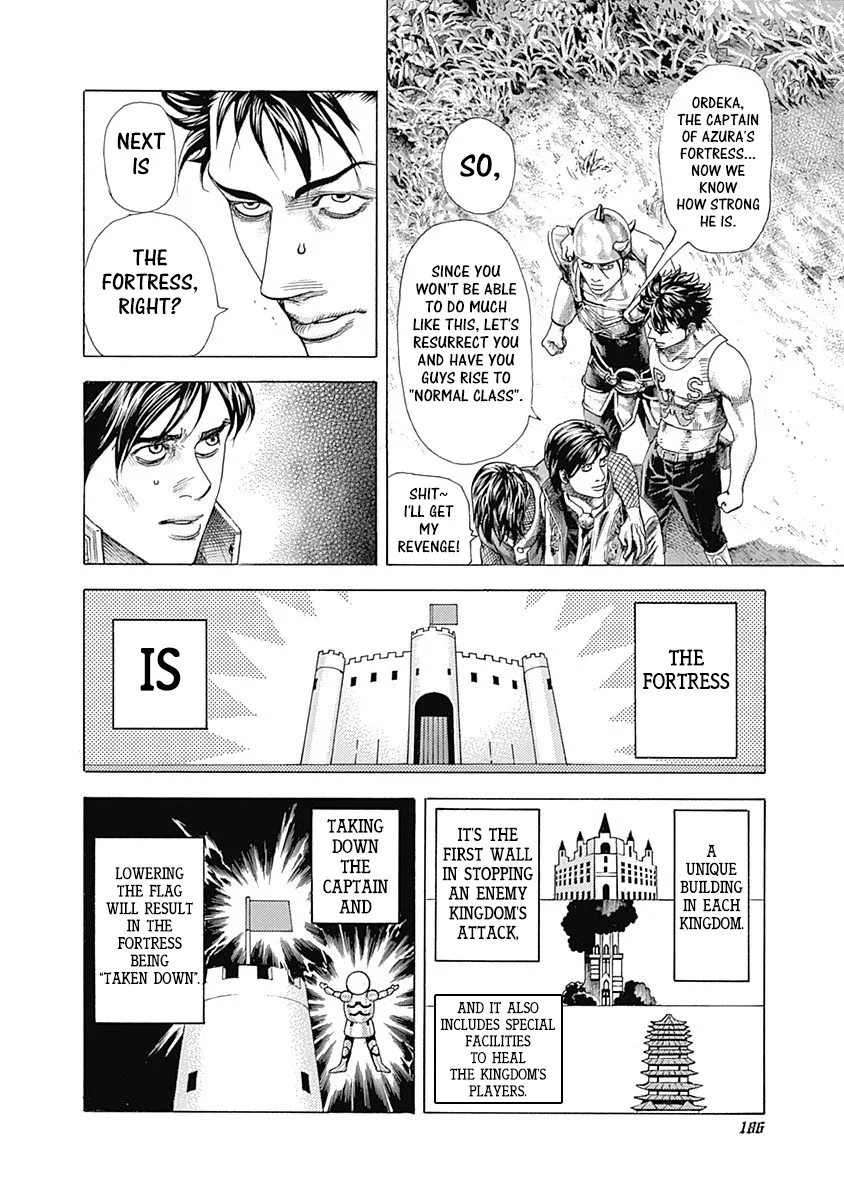 ORDEKA,
THE CAPTAIN
OF AZURA'S
FORTRESS...
NOW WE
KNOW
HOW STRONG
HE IS.
SO,
SINCE YOU
WON'T BE ABLE
TO DO MUCH
LIKE THIS, LET'S
RESURRECT YOU
AND HAVE YOU
GUYS RISE TO
"NORMAL CLASS".
P S
SHIT~
I'LL GET
MY
REVENGE!
NEXT
IS
THE
FORTRESS,
RIGHT?
THE
FORTRESS
IS
A
UNIQUE
BUILDING
IN EACH
KINGDOM.
IT'S THE
FIRST WALL
IN STOPPING
AN ENEMY
KINGDOM'S
ATTACK,
AND IT ALSO
INCLUDES SPECIAL
FACILITIES
TO HEAL
THE KINGDOM'S
PLAYERS.
TAKING
DOWN
THE
CAPTAIN
AND
LOWERING
THE FLAG
WILL RESULT
IN THE
FORTRESS
BEING
"TAKEN DOWN".
186